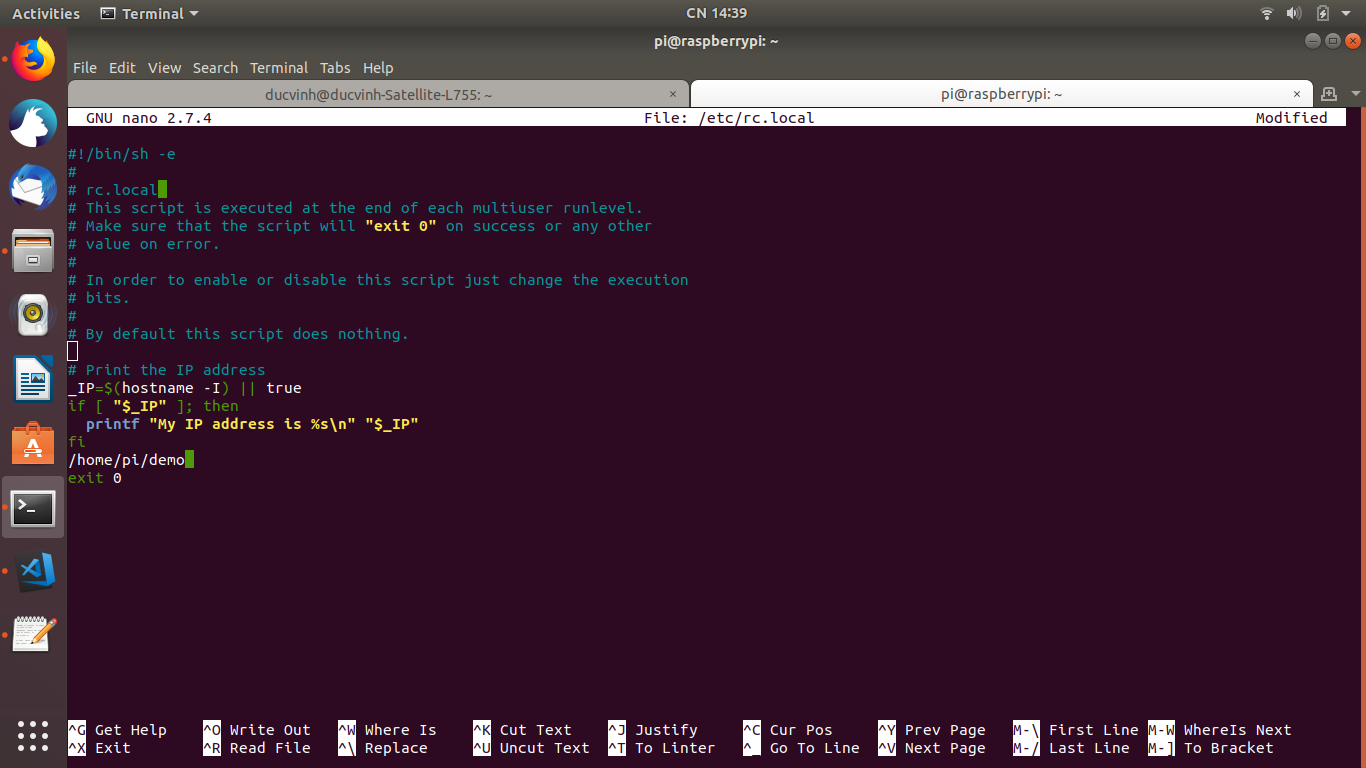 Activities Terminal CN 14:39
pi@raspberrypi: ~
File Edit View Search Terminal Tabs Help
ducvinh@ducvinh-Satellite-L755: ~ × pi@raspberrypi: ~ ×
GNU nano 2.7.4 File: /etc/rc.local Modified
#!/bin/sh -e
#
# rc.local
# This script is executed at the end of each multiuser runlevel.
# Make sure that the script will "exit 0" on success or any other
# value on error.
#
# In order to enable or disable this script just change the execution
# bits.
#
# By default this script does nothing.
# Print the IP address
_IP=$(hostname -I) || true
if [ "$_IP" ]; then
  printf "My IP address is %s\n" "$_IP"
fi
/home/pi/demo
exit 0
^G Get Help ^O Write Out ^W Where Is ^K Cut Text ^J Justify ^C Cur Pos ^Y Prev Page M-\ First Line M-W WhereIs Next
^X Exit ^R Read File ^\ Replace ^U Uncut Text ^T To Linter ^_ Go To Line ^V Next Page M-/ Last Line M-] To Bracket